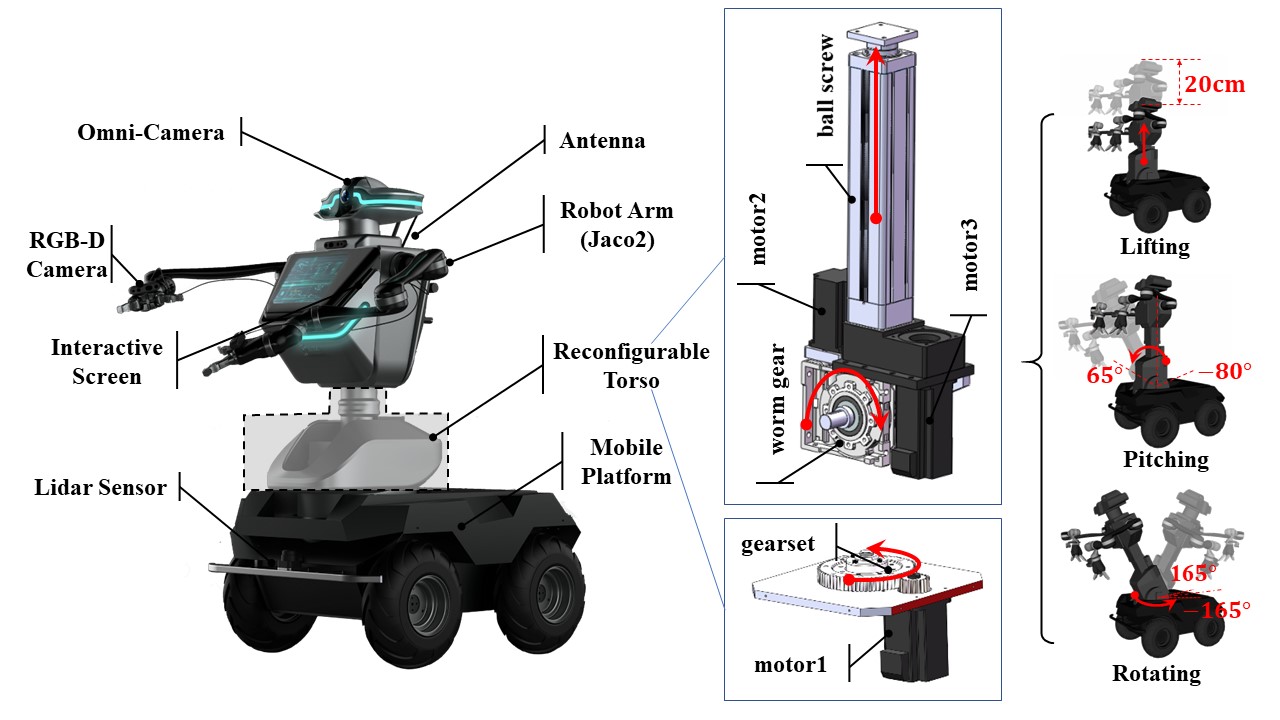 Omni-Camera
Antenna
Robot Arm
(Jaco2)
RGB-D
Camera
Interactive
Screen
Reconfigurable
Torso
Mobile
Platform
Lidar Sensor
ball screw
motor2
motor3
worm gear
gearset
motor1
20cm
Lifting
65°
−80°
Pitching
165°
−165°
Rotating